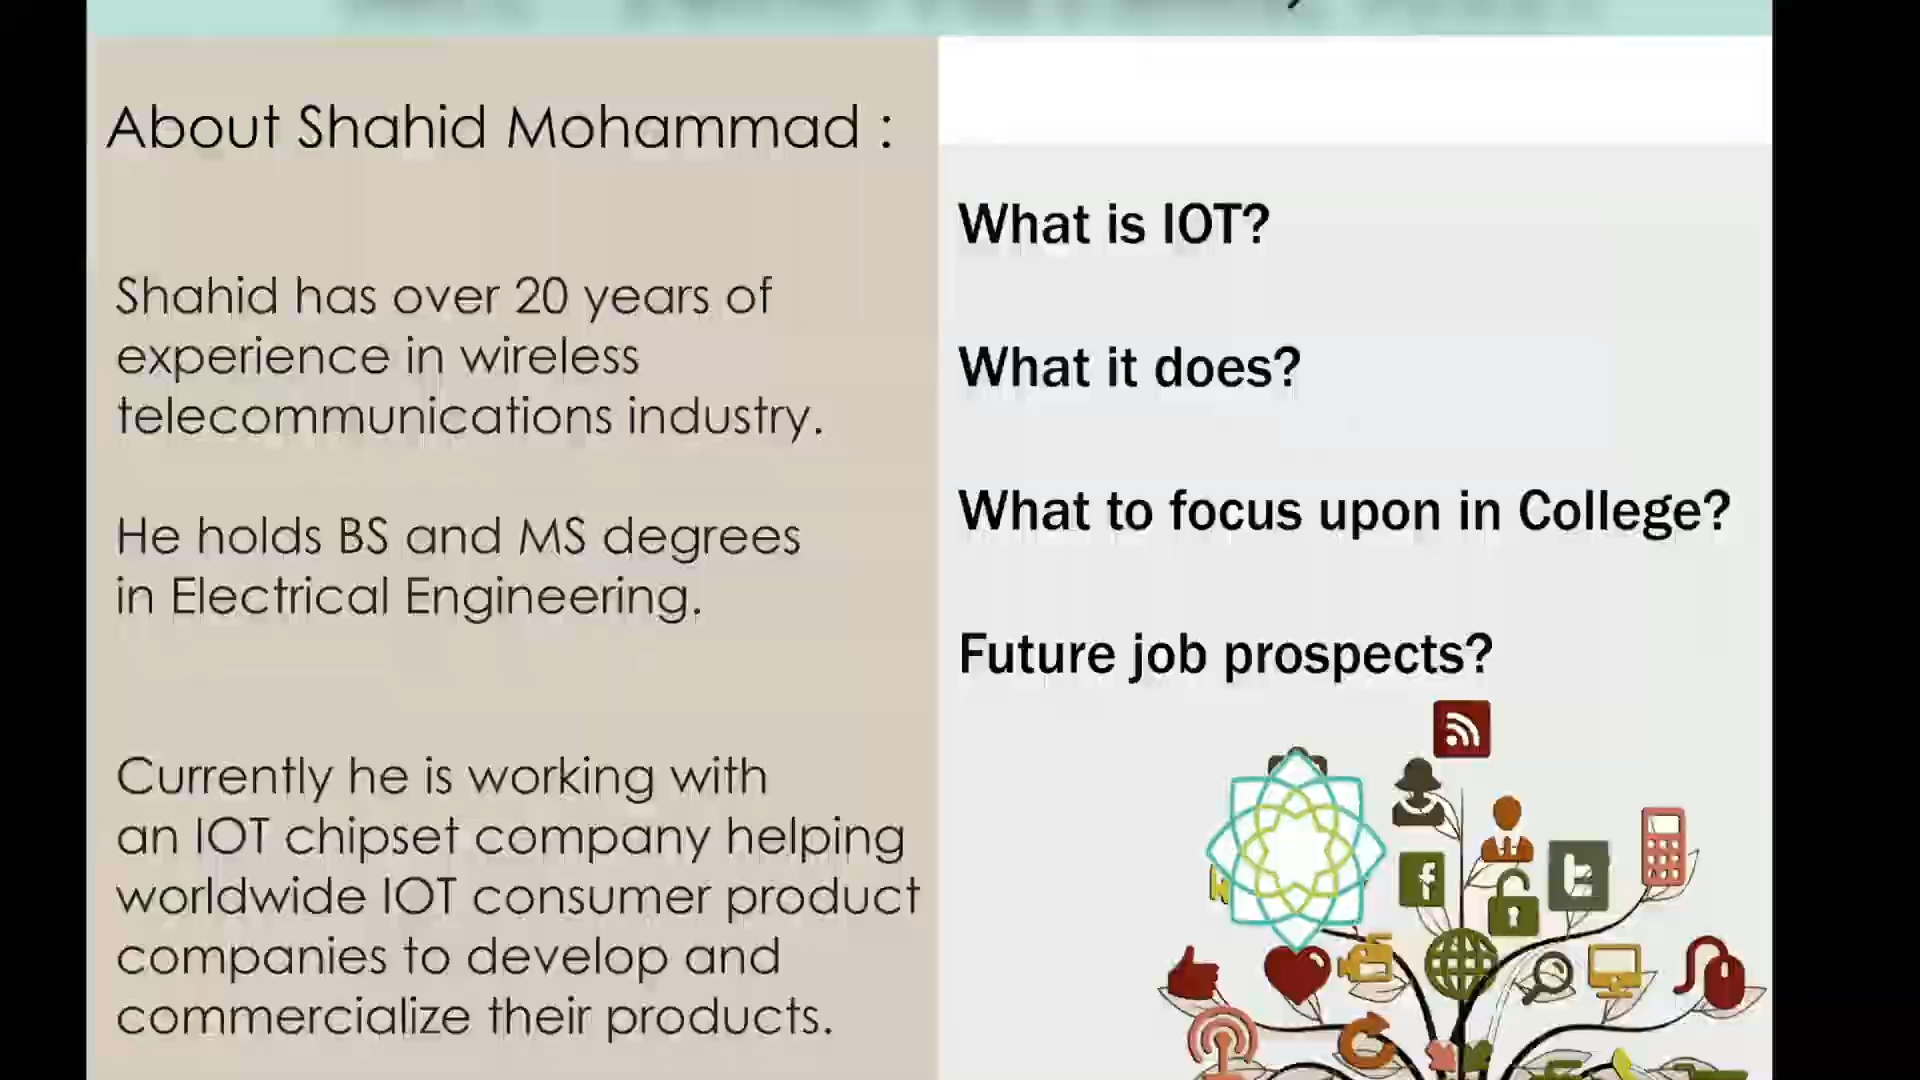 About Shahid Mohammad :
Shahid has over 20 years of
experience in wireless
telecommunications industry.
He holds BS and MS degrees
in Electrical Engineering.
Currently he is working with
an IOT chipset company helping
worldwide IOT consumer product
companies to develop and
commercialize their products.
What is IOT?
What it does?
What to focus upon in College?
Future job prospects?